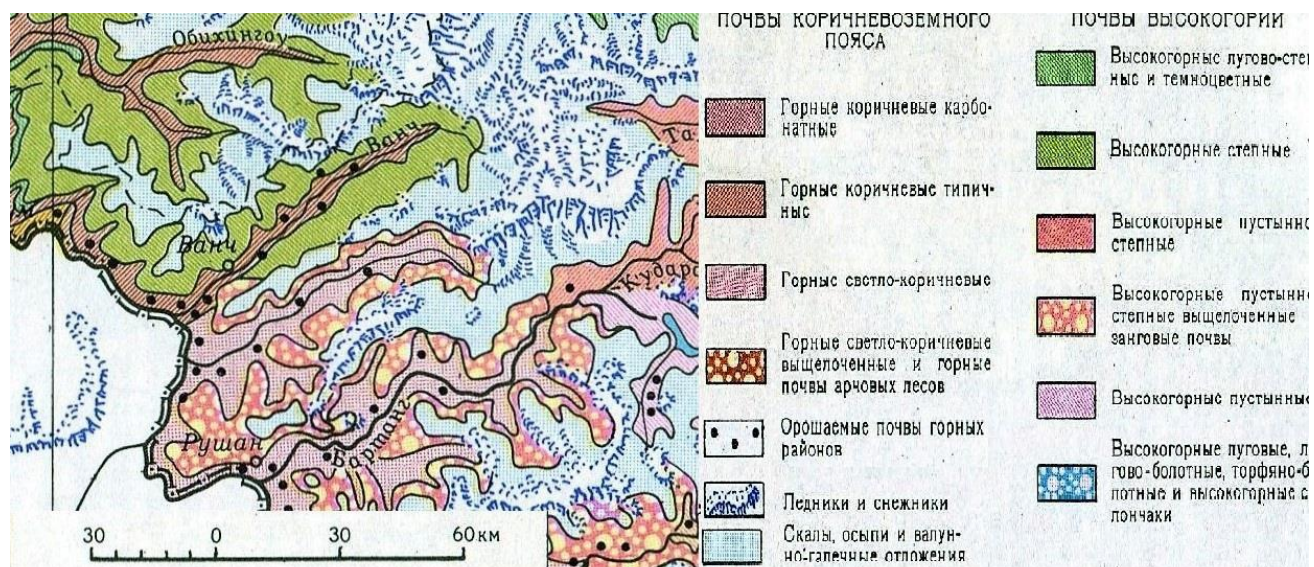 Обихингоу
Ванч
Ванч
Кудара
Рушан
Бартанг
30 0 30 60 км
ПОЧВЫ КОРИЧНЕВОЗЕМНОГО
ПОЯСА
Горные коричневые карбо-
натные
Горные коричневые типич-
ные
Горные светло-коричневые
Горные светло-коричневые
выщелоченные и горные
почвы арчовых лесов
Орошаемые почвы горных
районов
Ледники и снежники
Скалы, осыпи и валун-
но-галечные отложения
ПОЧВЫ ВЫСОКОГОРИЙ
Высокогорные лугово-степ
ные и темноцветные
Высокогорные степные
Высокогорные пустынно
степные
Высокогорные пустынно
степные выщелоченные
занговые почвы
Высокогорные пустынные
Высокогорные луговые, л
гово-болотные, торфяно-б
лотные и высокогорные с
лончаки